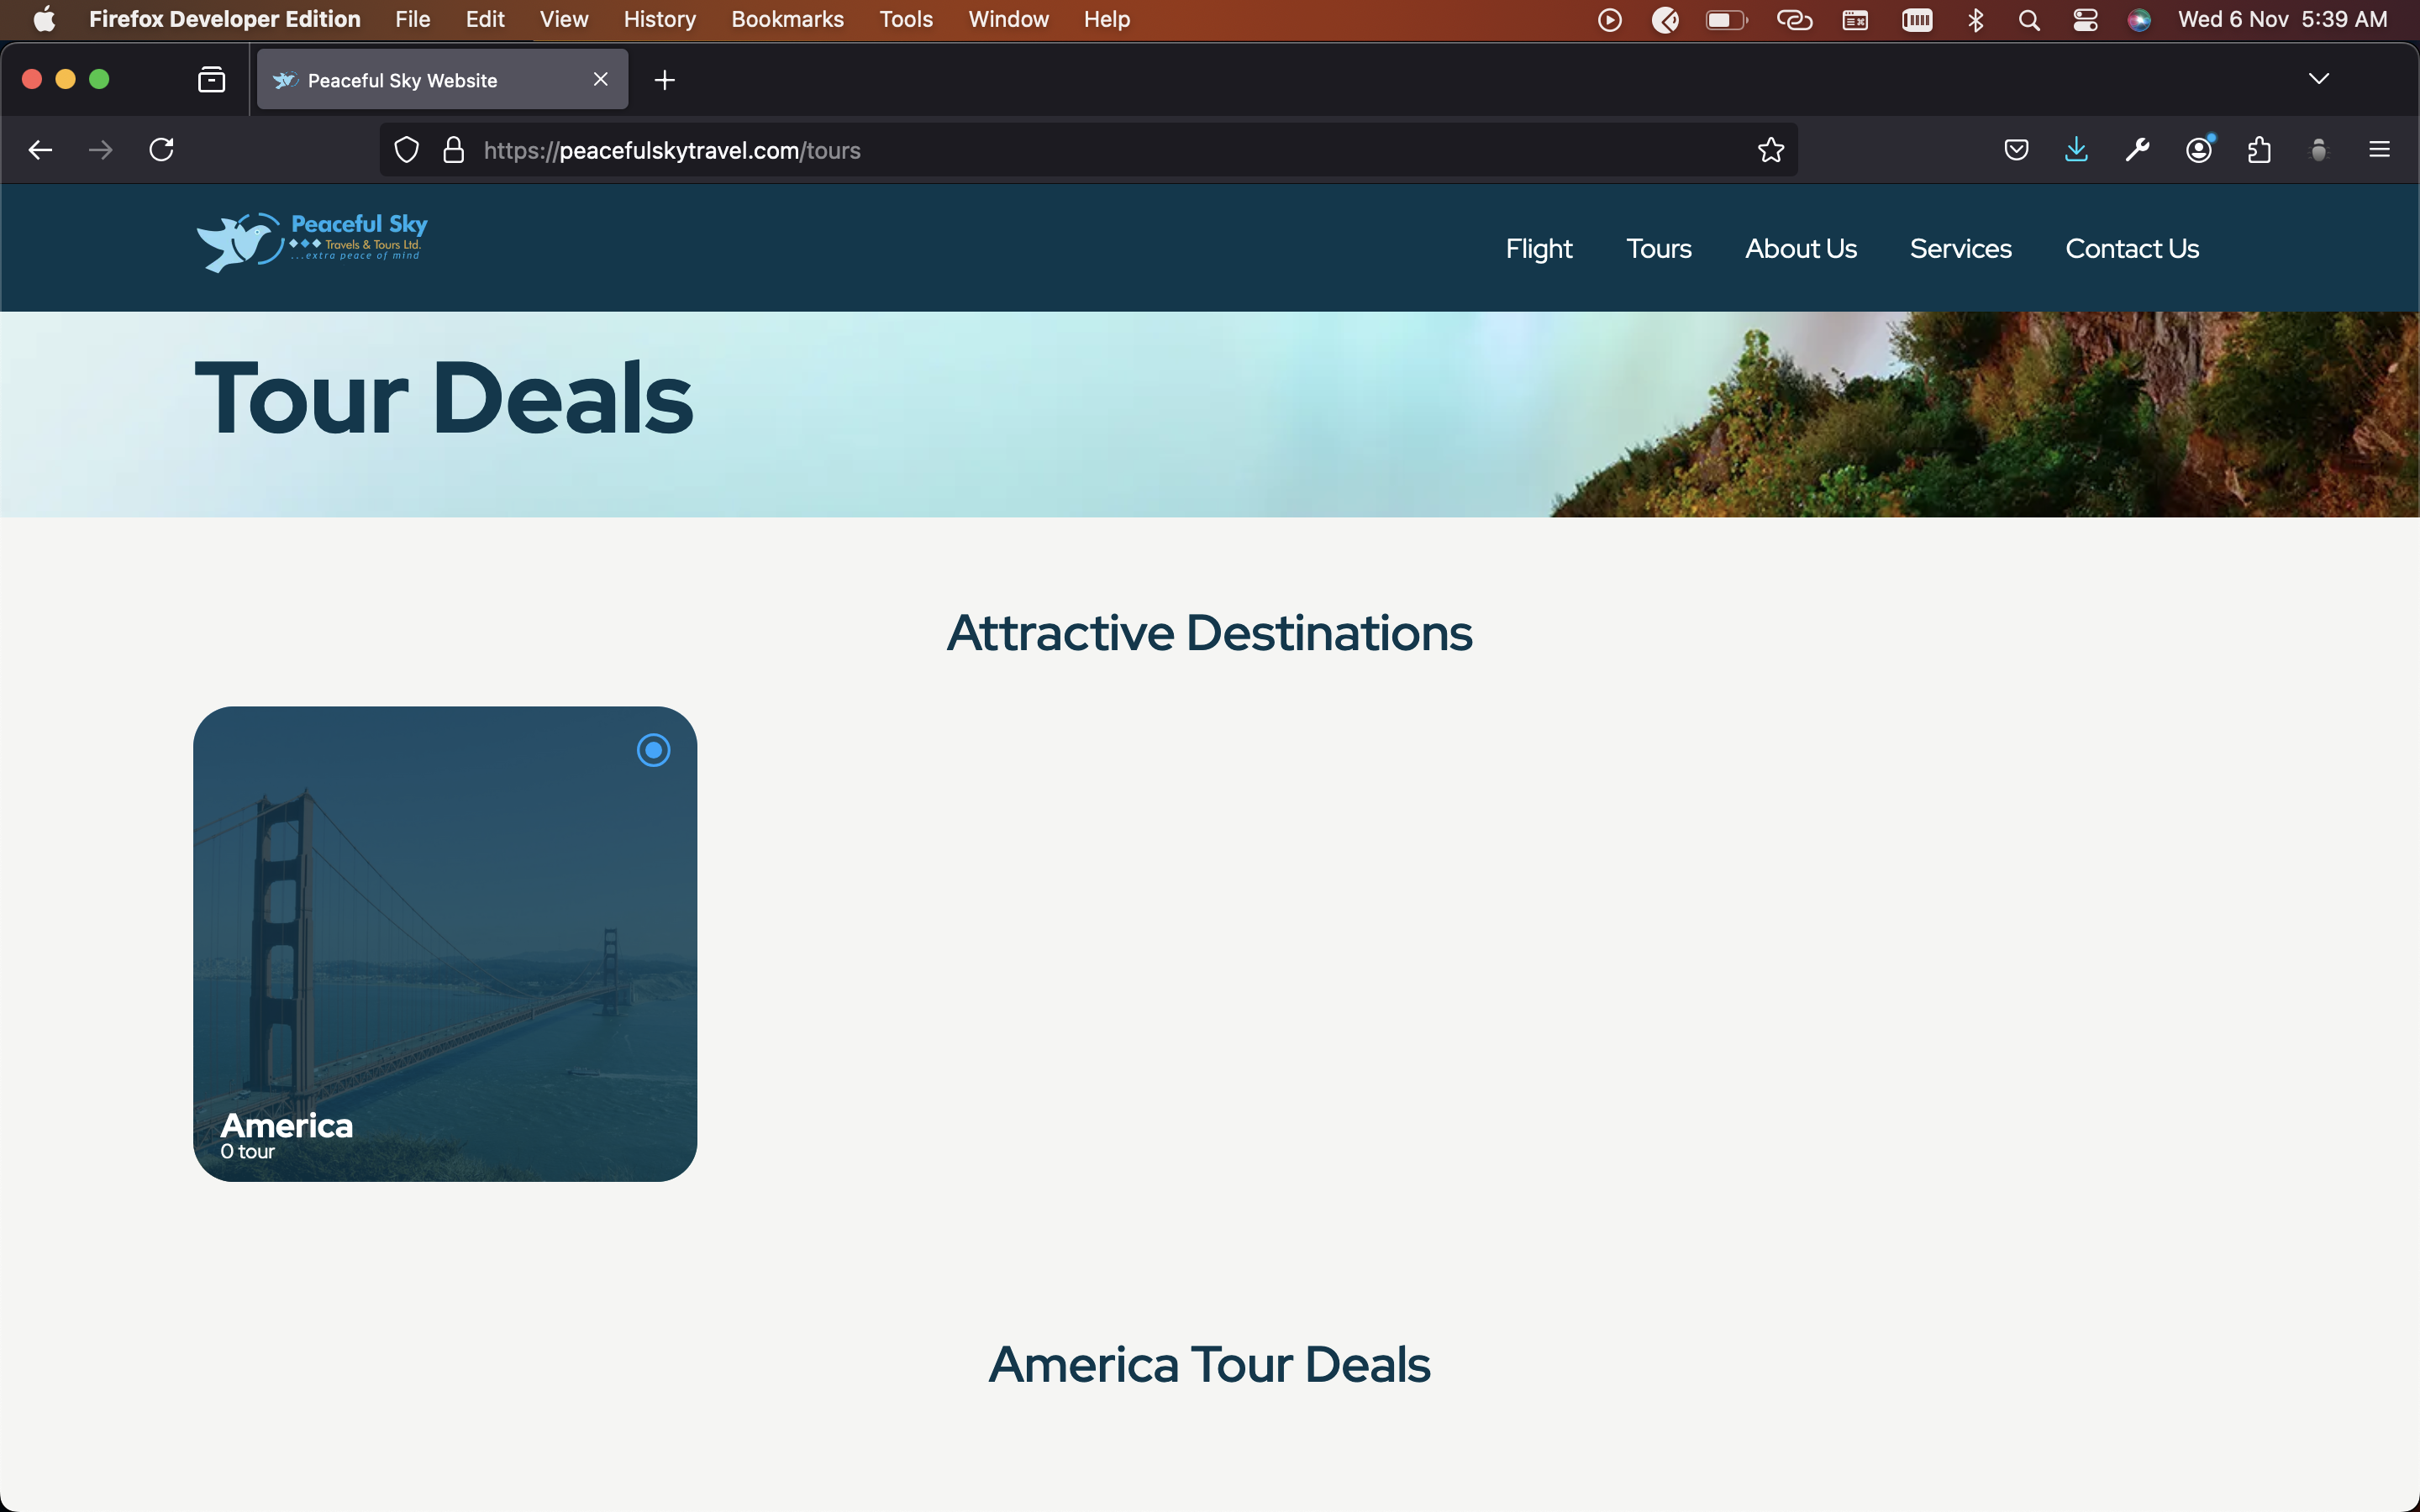 Firefox Developer Edition File Edit View History Bookmarks Tools Window Help Wed 6 Nov 5:39 AM
Peaceful Sky Website
https://peacefulskytravel.com/tours
Peaceful Sky
Travels & Tours Ltd.
...extra peace of mind
Flight Tours About Us Services Contact Us
Tour Deals
Attractive Destinations
America
0 tour
America Tour Deals